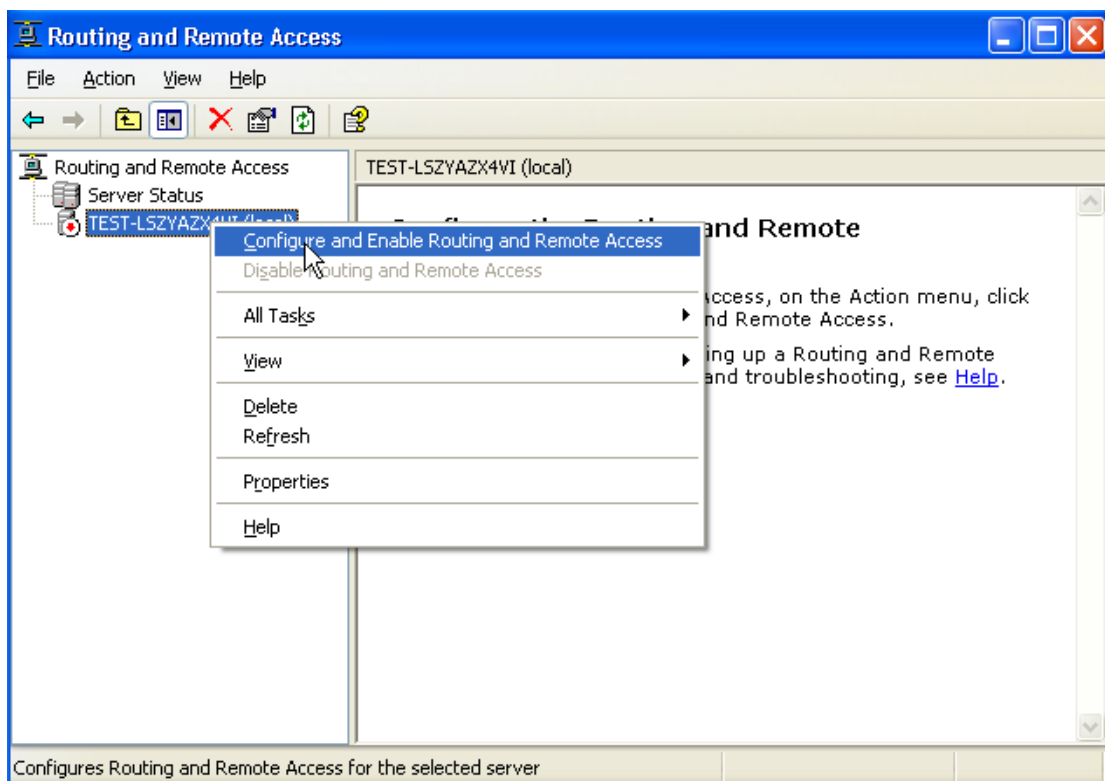 Routing and Remote Access
File Action View Help
Routing and Remote Access
Server Status
TEST-LSZYAZX4VI (local)
TEST-LSZYAZX4VI (local)
and Remote
Configure and Enable Routing and Remote Access
Disable Routing and Remote Access
All Tasks
View
Delete
Refresh
Properties
Help
Access, on the Action menu, click
nd Remote Access.
ing up a Routing and Remote
and troubleshooting, see Help.
Configures Routing and Remote Access for the selected server